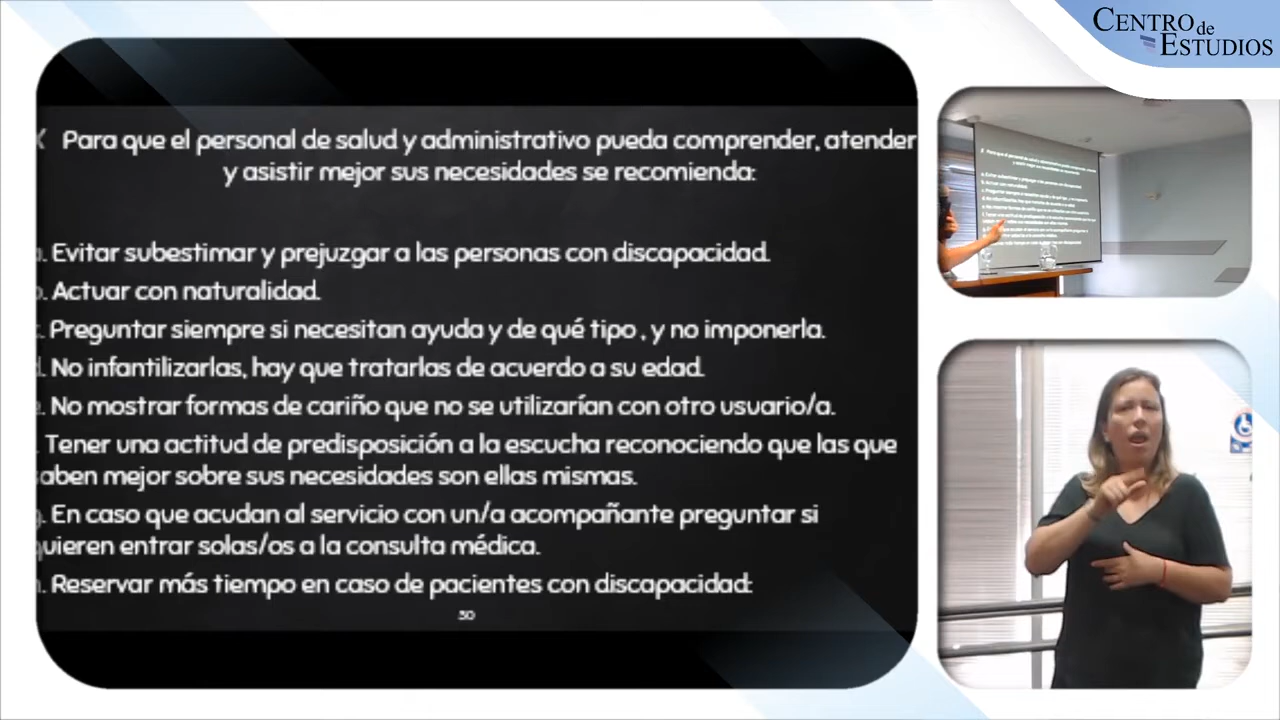 CENTRO de
ESTUDIOS
Para que el personal de salud y administrativo pueda comprender, atender
y asistir mejor sus necesidades se recomienda:
. Evitar subestimar y prejuzgar a las personas con discapacidad.
. Actuar con naturalidad.
. Preguntar siempre si necesitan ayuda y de qué tipo , y no imponerla.
. No infantilizarlas, hay que tratarlas de acuerdo a su edad.
. No mostrar formas de cariño que no se utilizarían con otro usuario/a.
. Tener una actitud de predisposición a la escucha reconociendo que las que
saben mejor sobre sus necesidades son ellas mismas.
. En caso que acudan al servicio con un/a acompañante preguntar si
quieren entrar solas/os a la consulta médica.
. Reservar más tiempo en caso de pacientes con discapacidad:
30